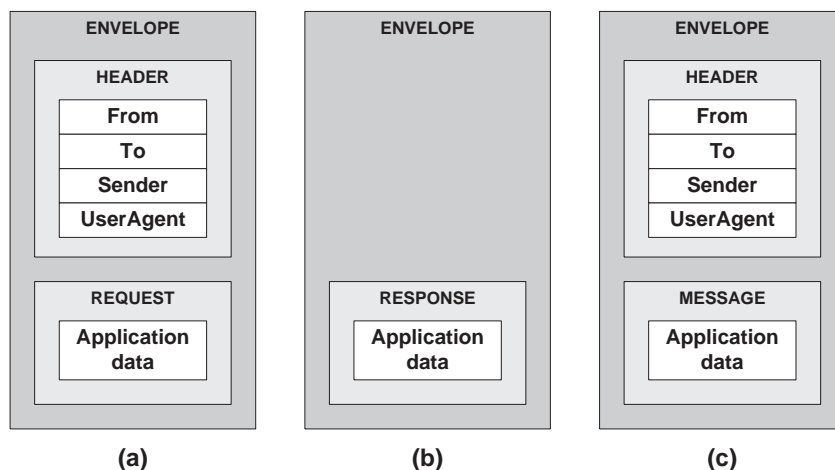 ENVELOPE
HEADER
From
To
Sender
UserAgent
REQUEST
Application
data
(a)
ENVELOPE
RESPONSE
Application
data
(b)
ENVELOPE
HEADER
From
To
Sender
UserAgent
MESSAGE
Application
data
(c)